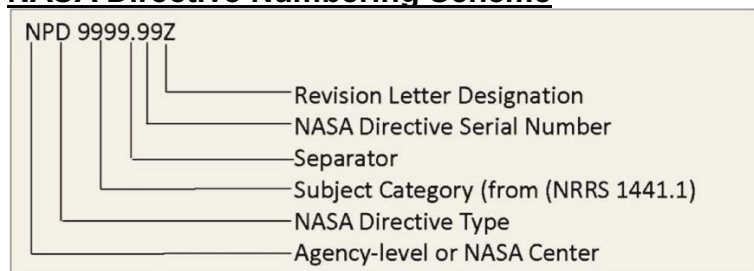 NASA Directive Numbering Scheme
NPD 9999.99Z
Revision Letter Designation
NASA Directive Serial Number
Separator
Subject Category (from (NRRS 1441.1)
NASA Directive Type
Agency-level or NASA Center